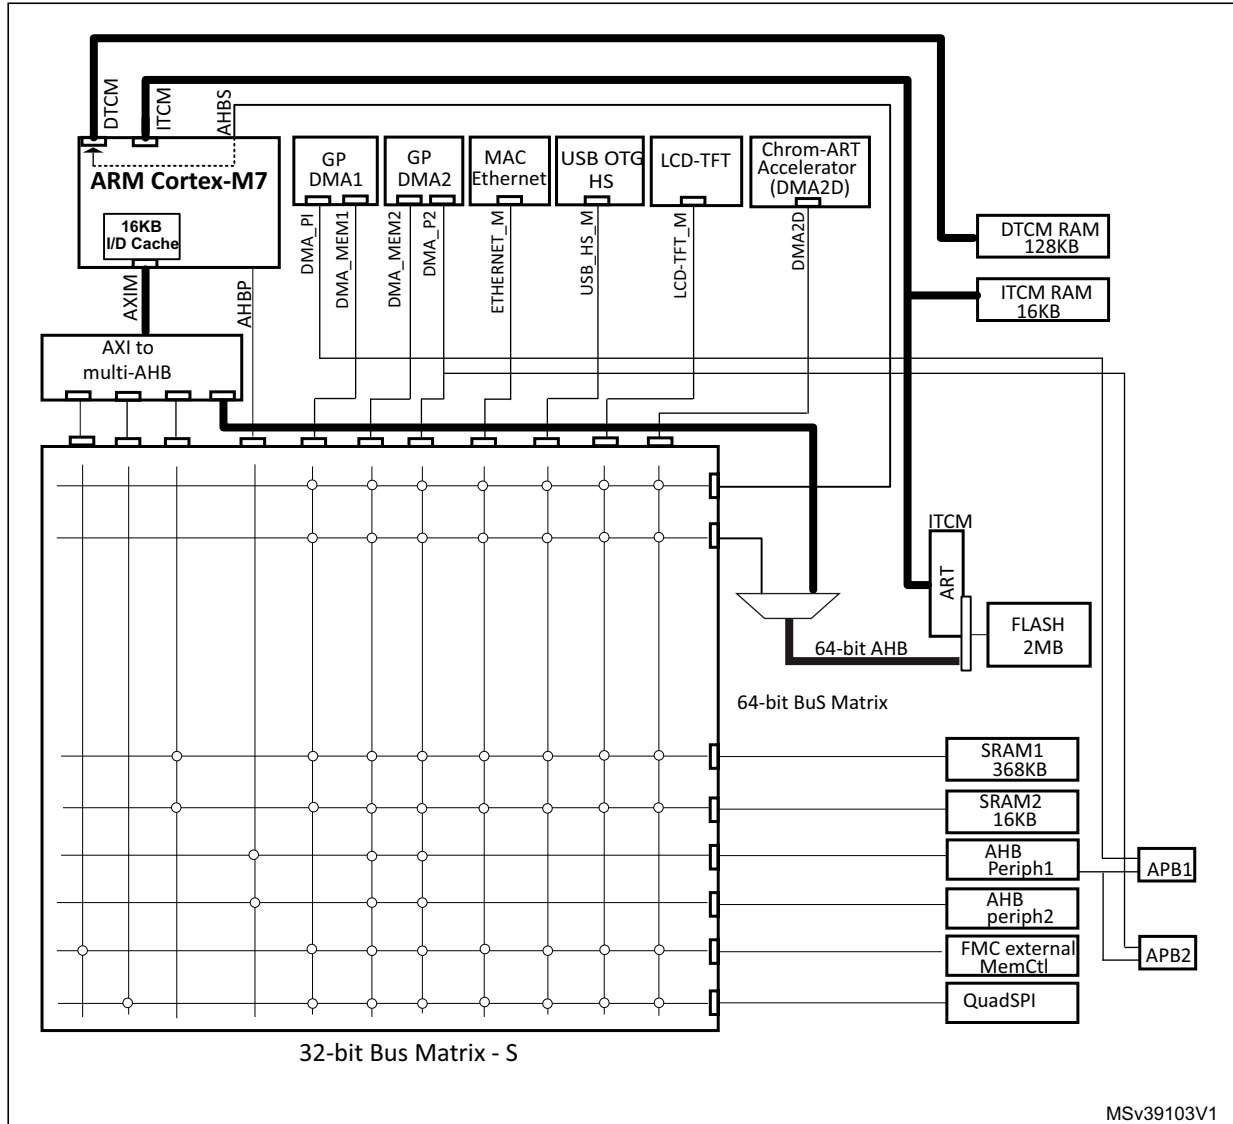 DTCM
ITCM
AHBS
ARM Cortex-M7
16KB
I/D Cache
GP
DMA1
GP
DMA2
MAC
Ethernet
USB OTG
HS
LCD-TFT
Chrom-ART
Accelerator
(DMA2D)
AXIM
AHBP
DMA_PI
DMA_MEM1
DMA_MEM2
DMA_P2
ETHERNET_M
USB_HS_M
LCD-TFT_M
DMA2D
DTCM RAM
128KB
ITCM RAM
16KB
AXI to
multi-AHB
ITCM
ART
FLASH
2MB
64-bit AHB
64-bit BuS Matrix
SRAM1
368KB
SRAM2
16KB
AHB
Periph1
APB1
AHB
periph2
FMC external
MemCtl
APB2
QuadSPI
32-bit Bus Matrix - S
MSv39103V1